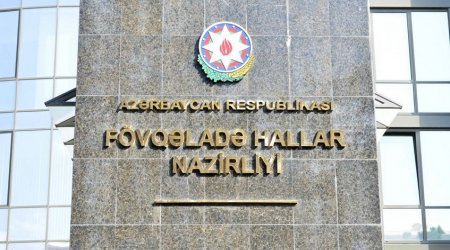 AZƏRBAYCAN RESPUBLİKASI
FÖVQƏLADƏ HALLAR
NAZİRLİYİ